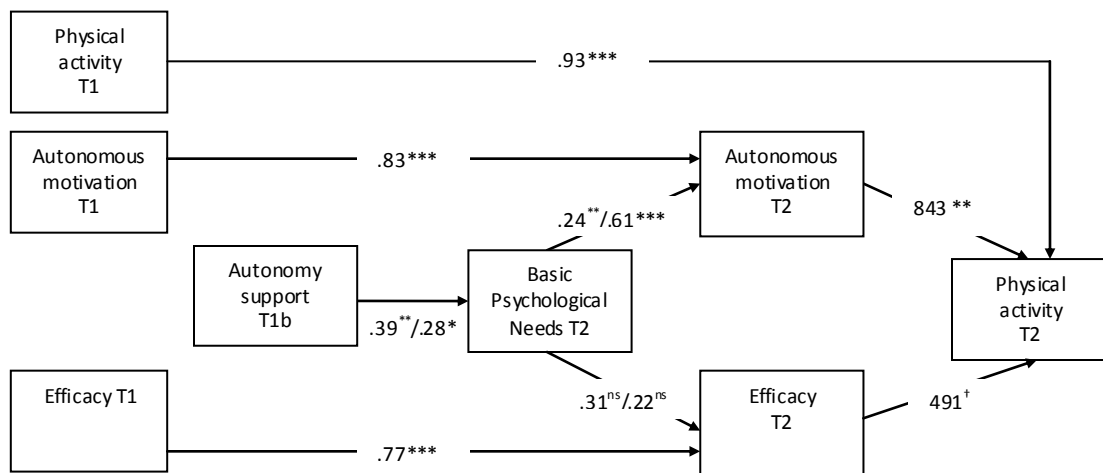 Physical
activity
T1
.93***
Autonomous
motivation
T1
.83***
Autonomous
motivation
T2
.24**/.61***
843 **
Autonomy
support
T1b
.39**/.28*
Basic
Psychological
Needs T2
Physical
activity
T2
Efficacy T1
.31ns/.22ns
Efficacy
T2
491†
.77***